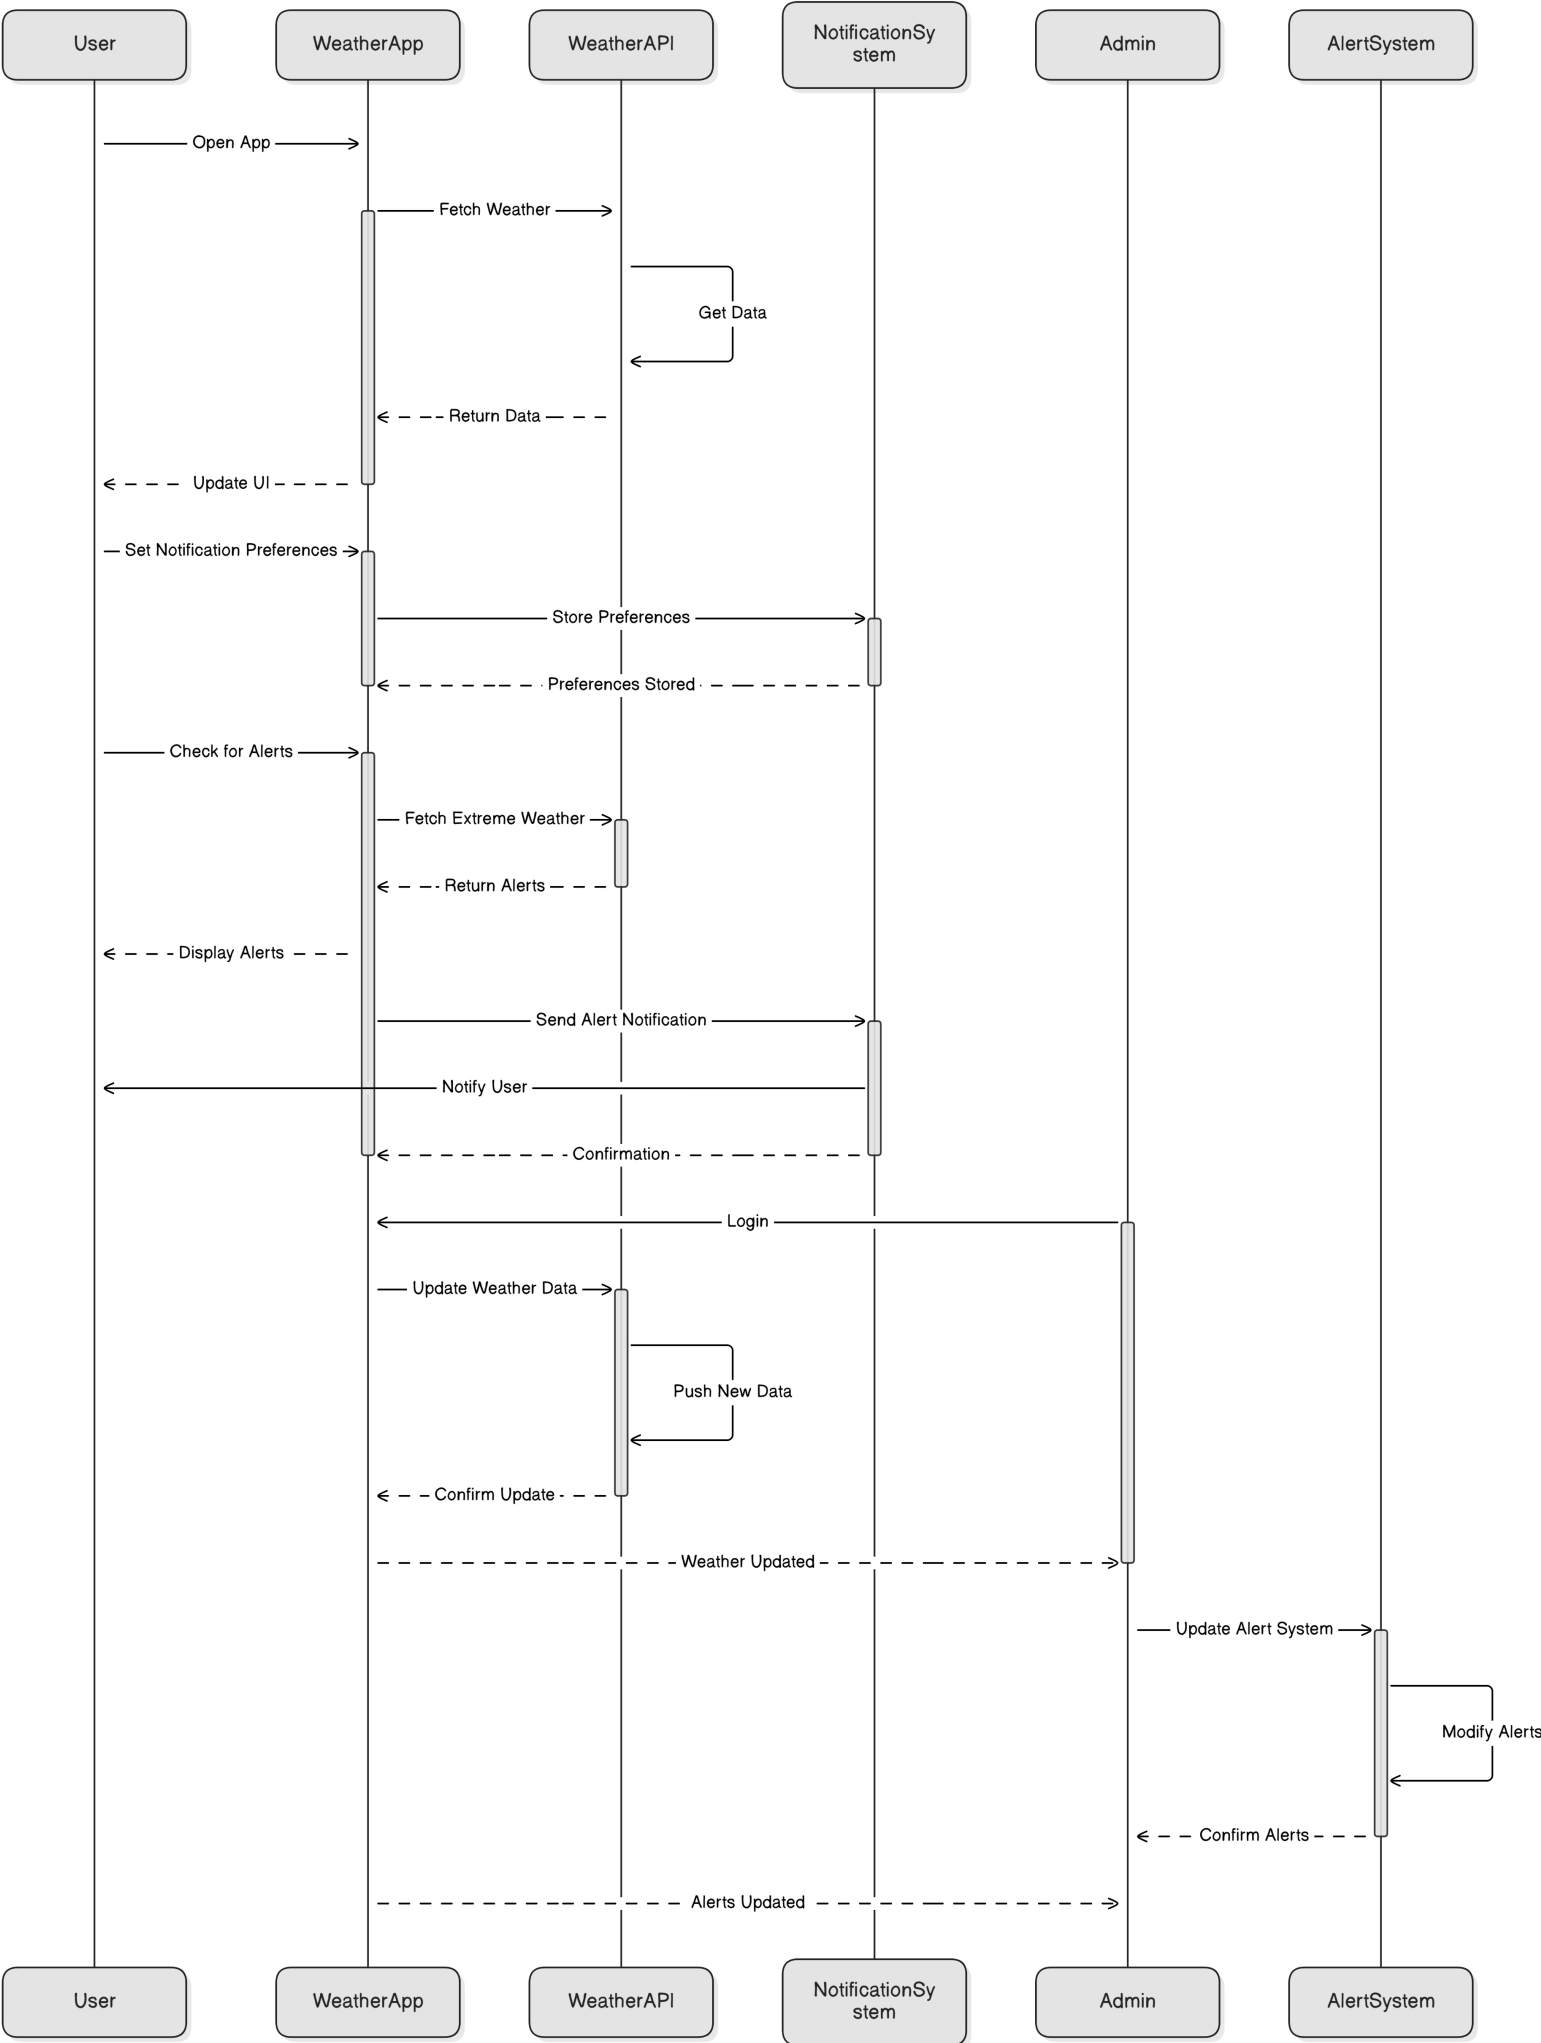 User
WeatherApp
WeatherAPI
NotificationSy
stem
Admin
AlertSystem
Open App
Fetch Weather
Get Data
Return Data
Update UI
Set Notification Preferences
Store Preferences
Preferences Stored
Check for Alerts
Fetch Extreme Weather
Return Alerts
Display Alerts
Send Alert Notification
Notify User
Confirmation
Login
Update Weather Data
Push New Data
Confirm Update
Weather Updated
Update Alert System
Modify Alerts
Confirm Alerts
Alerts Updated
User
WeatherApp
WeatherAPI
NotificationSy
stem
Admin
AlertSystem